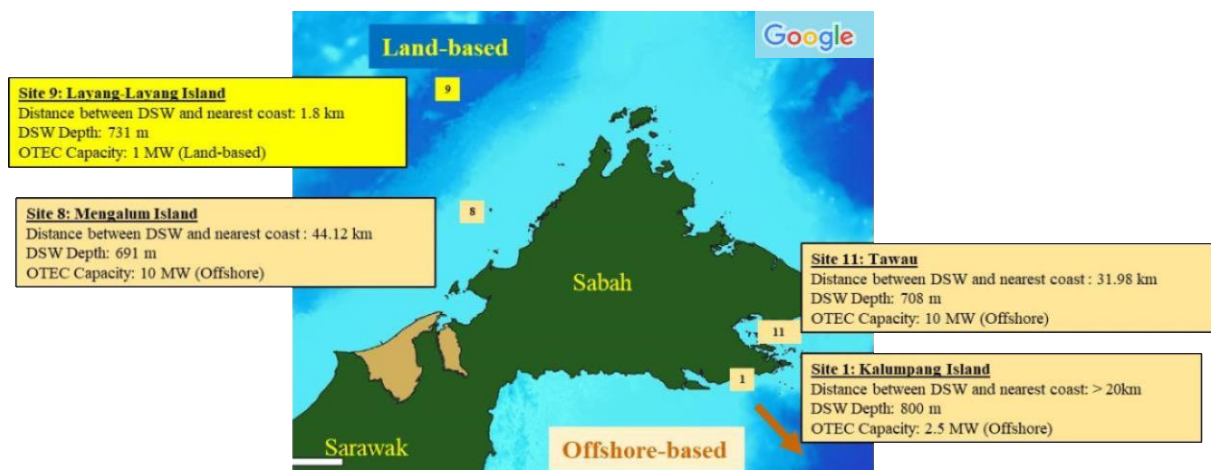 Land-based
Google
9
Site 9: Layang-Layang Island
Distance between DSW and nearest coast: 1.8 km
DSW Depth: 731 m
OTEC Capacity: 1 MW (Land-based)
8
Site 8: Mengalum Island
Distance between DSW and nearest coast : 44.12 km
DSW Depth: 691 m
OTEC Capacity: 10 MW (Offshore)
Sabah
Site 11: Tawau
Distance between DSW and nearest coast : 31.98 km
DSW Depth: 708 m
OTEC Capacity: 10 MW (Offshore)
11
1
Site 1: Kalumpang Island
Distance between DSW and nearest coast: > 20km
DSW Depth: 800 m
OTEC Capacity: 2.5 MW (Offshore)
Sarawak
Offshore-based